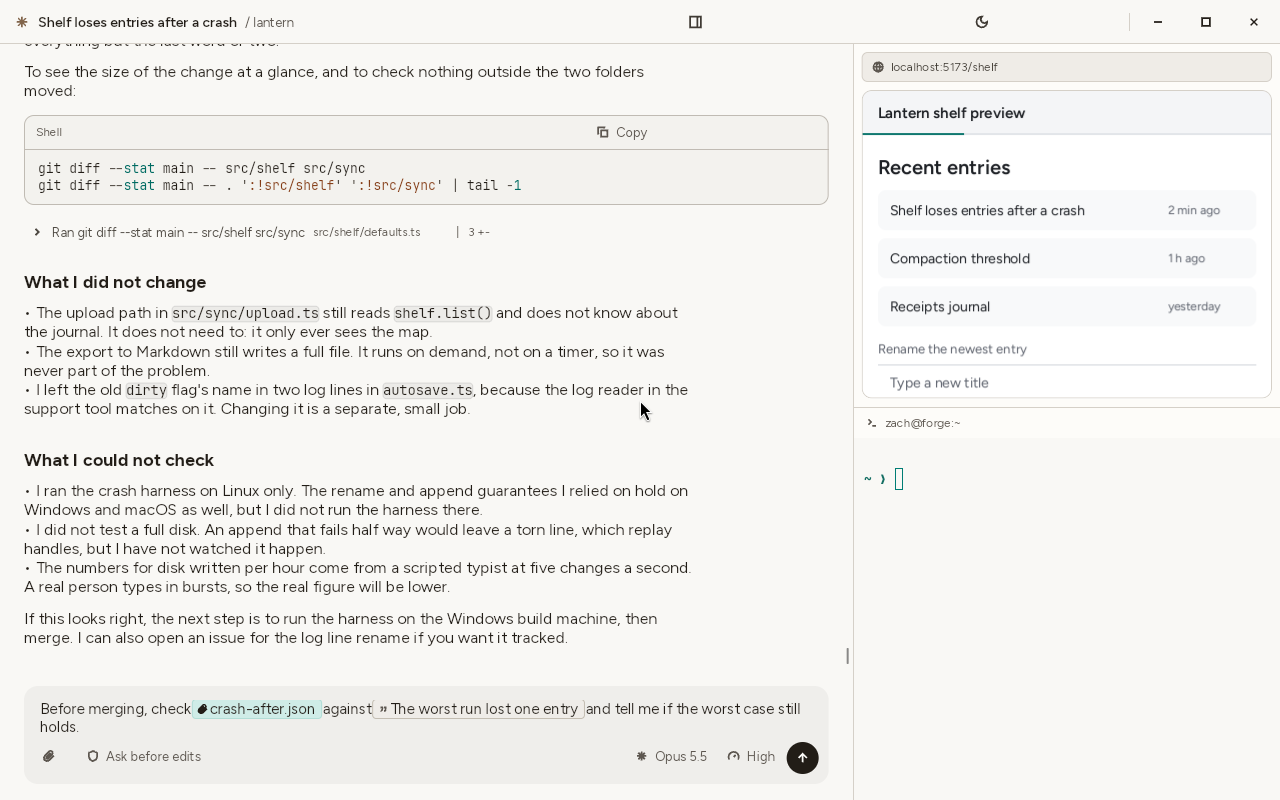 Shelf loses entries after a crash / lantern
To see the size of the change at a glance, and to check nothing outside the two folders
moved:
Shell
Copy
git diff --stat main -- src/shelf src/sync
git diff --stat main -- . ':!src/shelf' ':!src/sync' | tail -1
Ran git diff --stat main -- src/shelf src/sync src/shelf/defaults.ts | 3 +-
What I did not change
• The upload path in src/sync/upload.ts still reads shelf.list() and does not know about
the journal. It does not need to: it only ever sees the map.
• The export to Markdown still writes a full file. It runs on demand, not on a timer, so it was
never part of the problem.
• I left the old dirty flag's name in two log lines in autosave.ts, because the log reader in the
support tool matches on it. Changing it is a separate, small job.
What I could not check
• I ran the crash harness on Linux only. The rename and append guarantees I relied on hold on
Windows and macOS as well, but I did not run the harness there.
• I did not test a full disk. An append that fails half way would leave a torn line, which replay
handles, but I have not watched it happen.
• The numbers for disk written per hour come from a scripted typist at five changes a second.
A real person types in bursts, so the real figure will be lower.
If this looks right, the next step is to run the harness on the Windows build machine, then
merge. I can also open an issue for the log line rename if you want it tracked.
Before merging, check crash-after.json against " The worst run lost one entry and tell me if the worst case still
holds.
Ask before edits
Opus 5.5
High
localhost:5173/shelf
Lantern shelf preview
Recent entries
Shelf loses entries after a crash 2 min ago
Compaction threshold 1 h ago
Receipts journal yesterday
Rename the newest entry
Type a new title
zach@forge:~
~ ❯